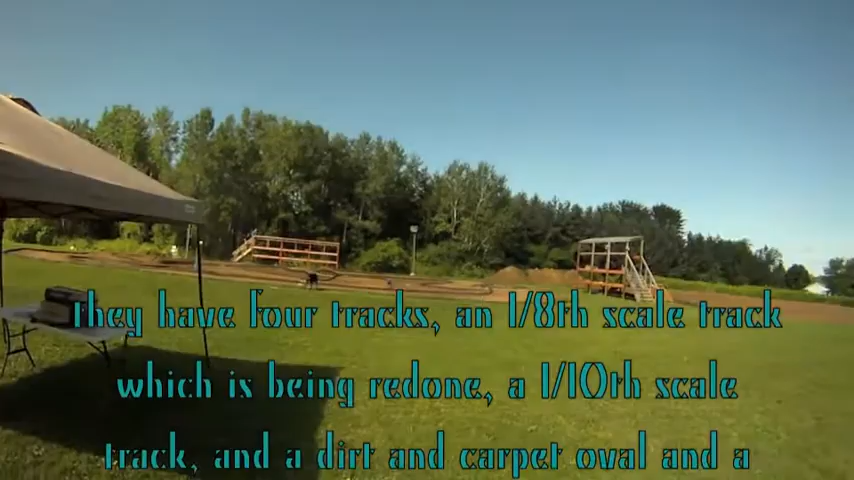 they have four tracks, an 1/8th scale track
which is being redone, a 1/10th scale
track, and a dirt and carpet oval and a